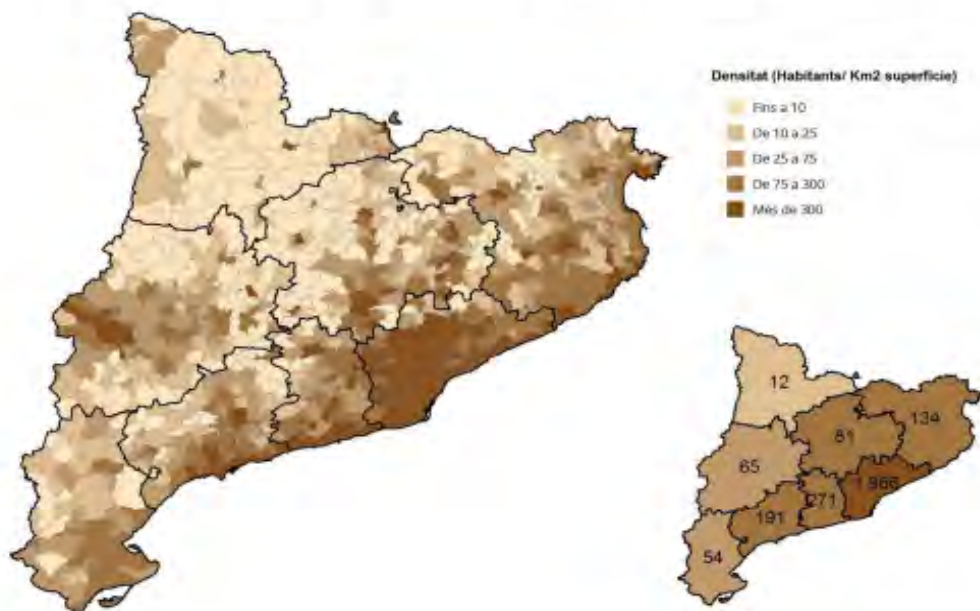 Densitat (Habitants/ Km2 superfície)
Fins a 10
De 10 a 25
De 25 a 75
De 75 a 300
Més de 300
12
134
81
65
1.966
271
191
54